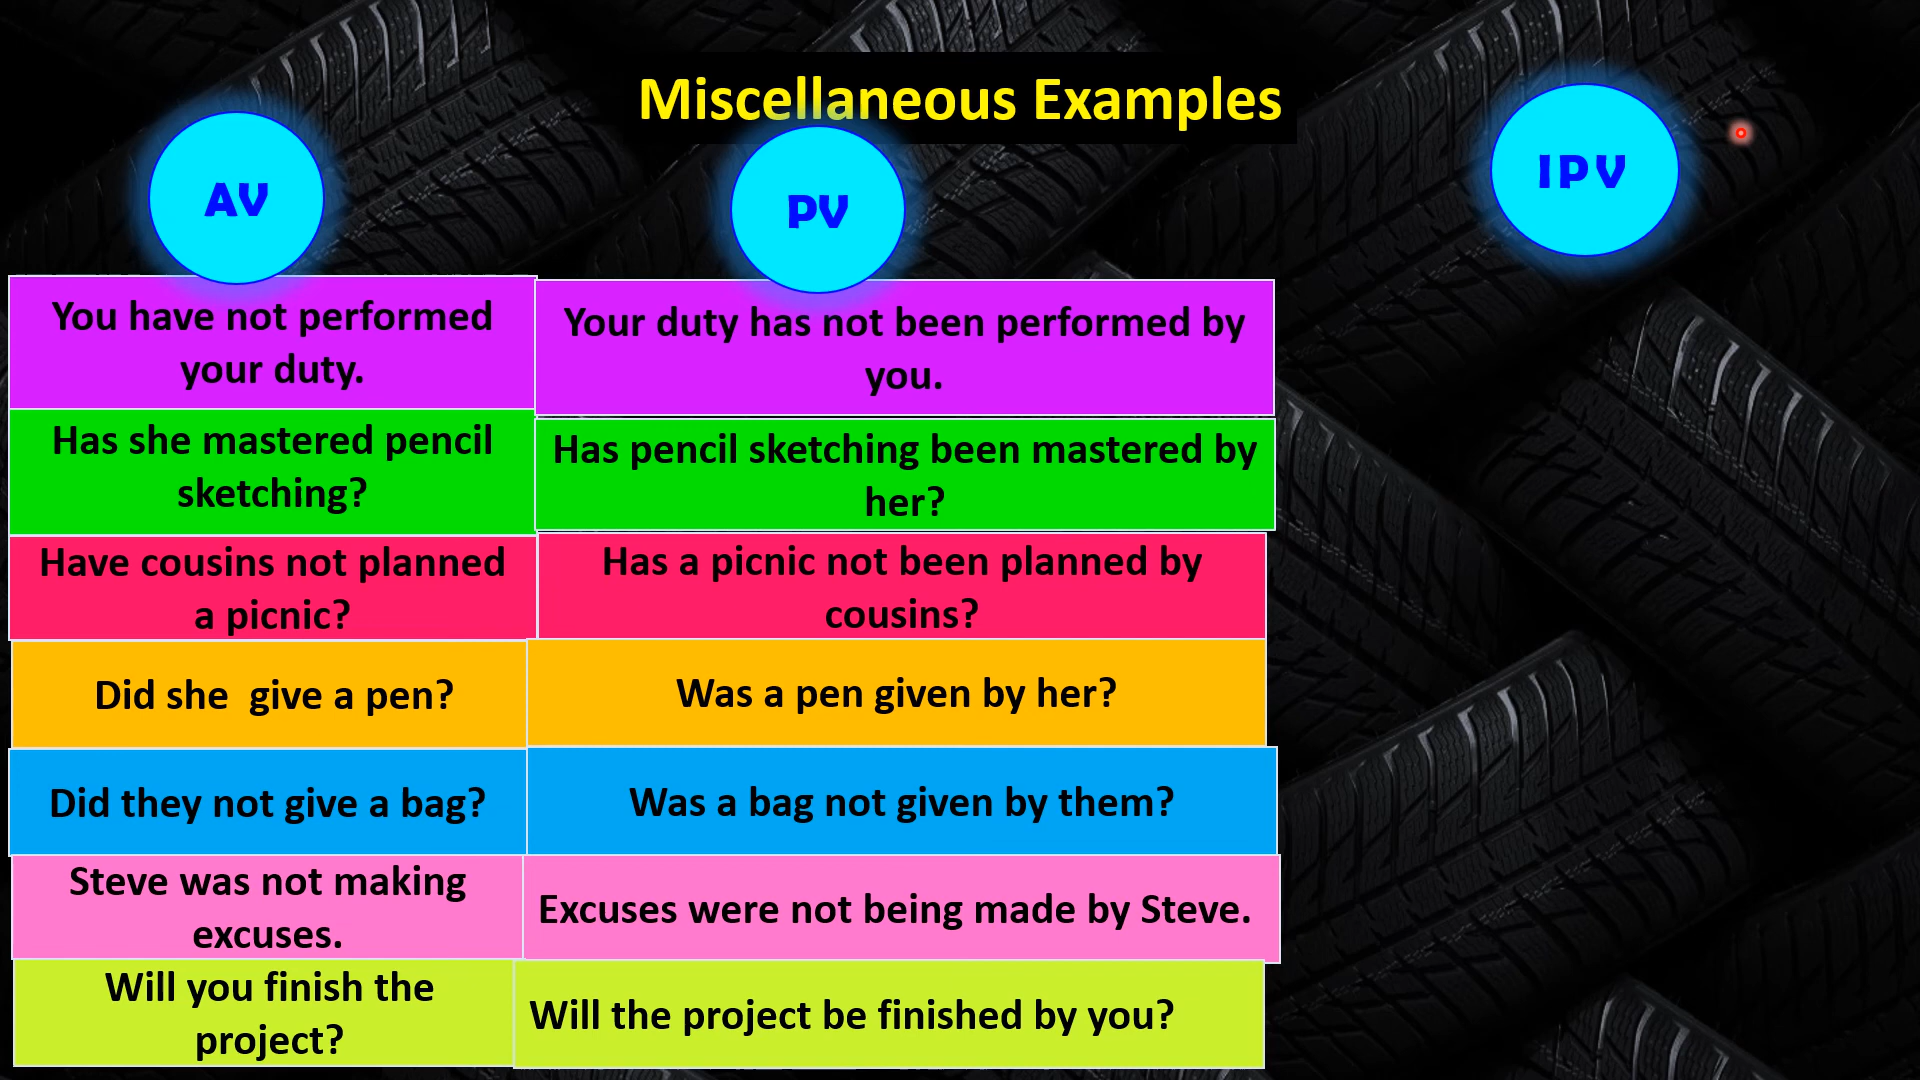 Miscellaneous Examples
AV
PV
IPV
You have not performed
your duty.
Your duty has not been performed by
you.
Has she mastered pencil
sketching?
Has pencil sketching been mastered by
her?
Have cousins not planned
a picnic?
Has a picnic not been planned by
cousins?
Did she  give a pen?
Was a pen given by her?
Did they not give a bag?
Was a bag not given by them?
Steve was not making
excuses.
Excuses were not being made by Steve.
Will you finish the
project?
Will the project be finished by you?